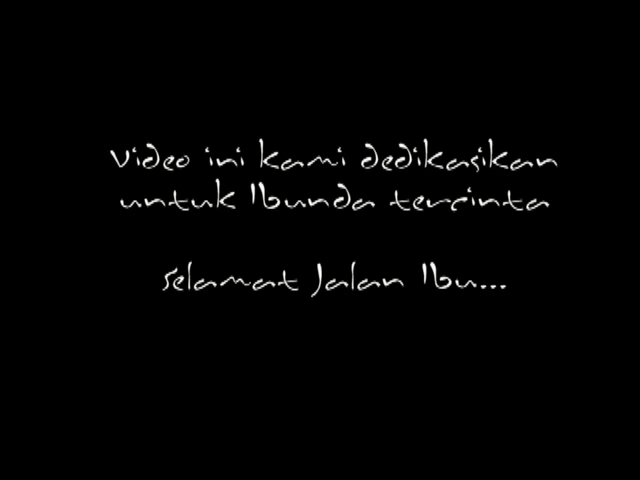 Video ini kami dedikasikan
untuk Ibunda tercinta
Selamat Jalan Ibu...